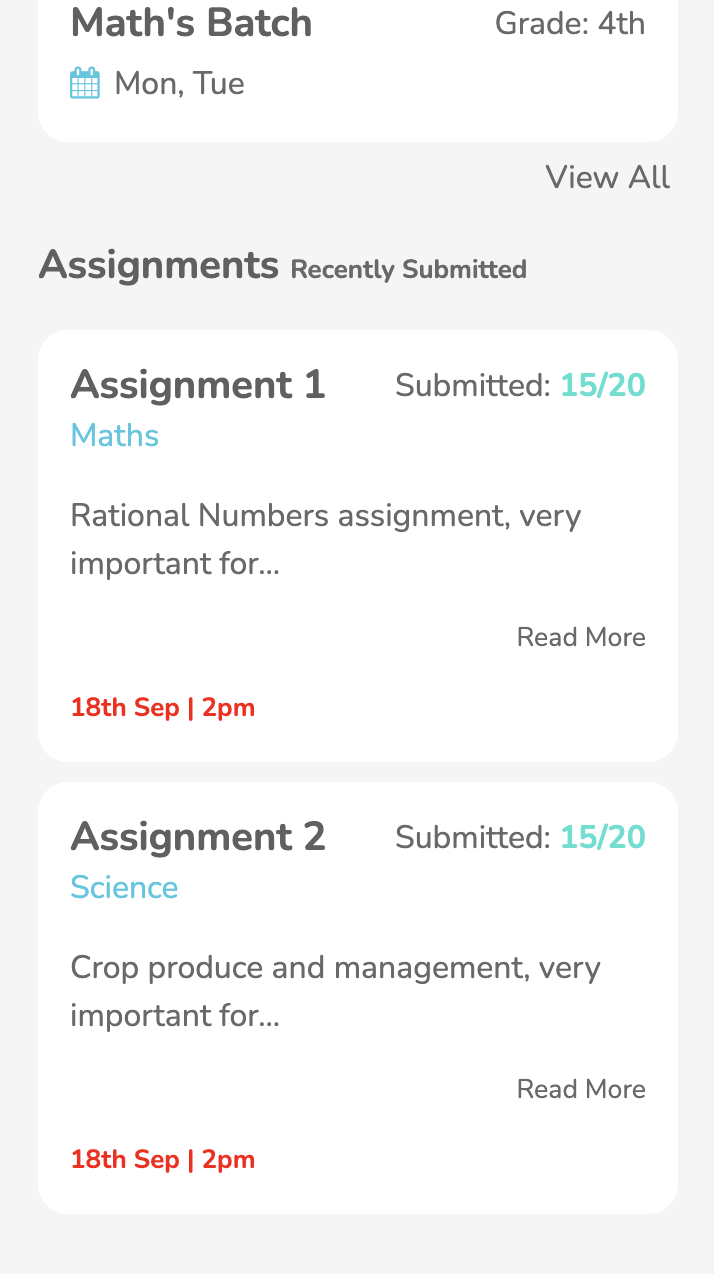 Math's Batch Grade: 4th
Mon, Tue
View All
Assignments Recently Submitted
Assignment 1 Submitted: 15/20
Maths
Rational Numbers assignment, very
important for...
Read More
18th Sep | 2pm
Assignment 2 Submitted: 15/20
Science
Crop produce and management, very
important for...
Read More
18th Sep | 2pm